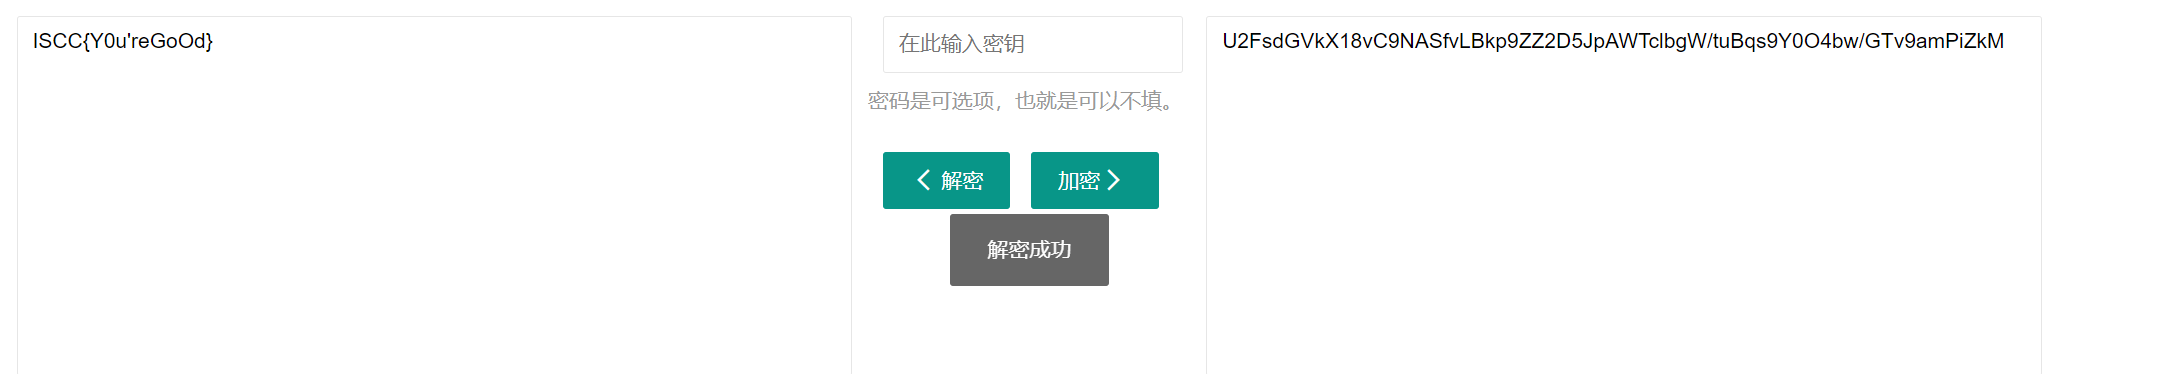 ISCC{Y0u'reGoOd}
在此输入密钥
密码是可选项，也就是可以不填。
解密
加密
解密成功
U2FsdGVkX18vC9NASfvLBkp9ZZ2D5JpAWTclbgW/tuBqs9Y0O4bw/GTv9amPiZkM